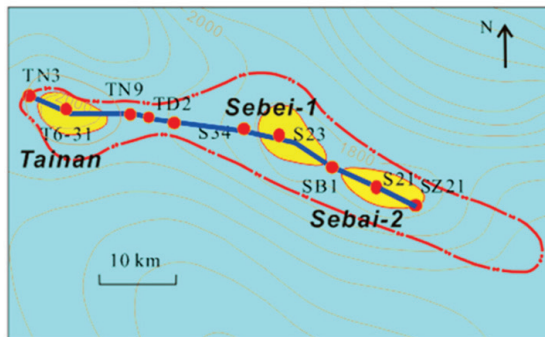 2000
N
TN3
TN9
TD2
Sebei-1
T6-31
S34
S23
Tainan
1800
SB1
S21
SZ21
Sebai-2
10 km